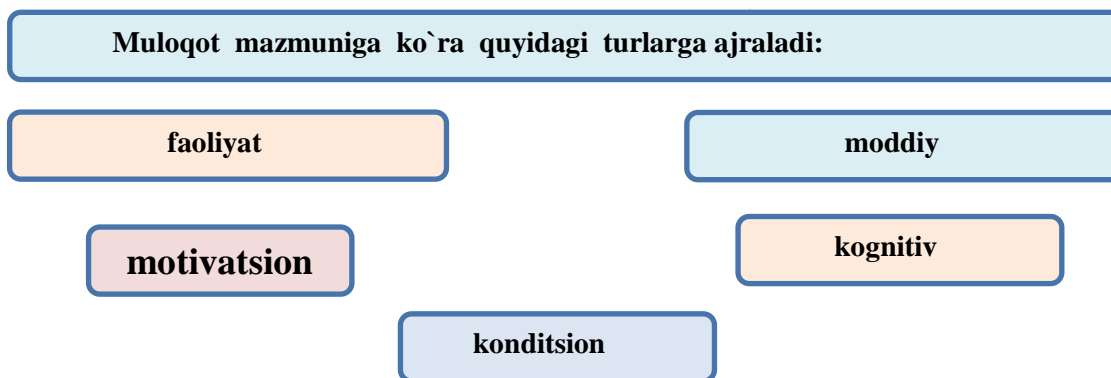 Muloqot mazmuniga ko`ra quyidagi turlarga ajraladi:
faoliyat
moddiy
motivatsion
kognitiv
konditsion